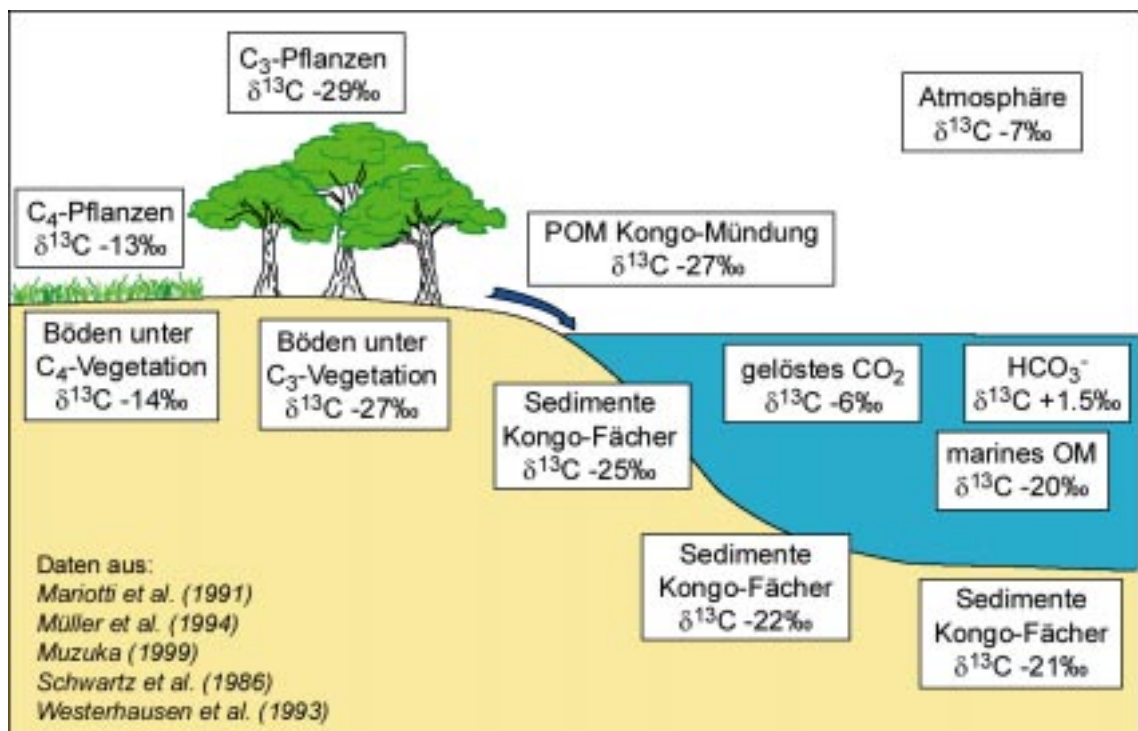 C₃-Pflanzen
δ¹³C -29‰
Atmosphäre
δ¹³C -7‰
C₄-Pflanzen
δ¹³C -13‰
POM Kongo-Mündung
δ¹³C -27‰
Böden unter
C₄-Vegetation
δ¹³C -14‰
Böden unter
C₃-Vegetation
δ¹³C -27‰
Sedimente
Kongo-Fächer
δ¹³C -25‰
gelöstes CO₂
δ¹³C -6‰
HCO₃⁻
δ¹³C +1.5‰
marines OM
δ¹³C -20‰
Sedimente
Kongo-Fächer
δ¹³C -22‰
Sedimente
Kongo-Fächer
δ¹³C -21‰
Daten aus:
Mariotti et al. (1991)
Müller et al. (1994)
Muzuka (1999)
Schwartz et al. (1986)
Westerhausen et al. (1993)